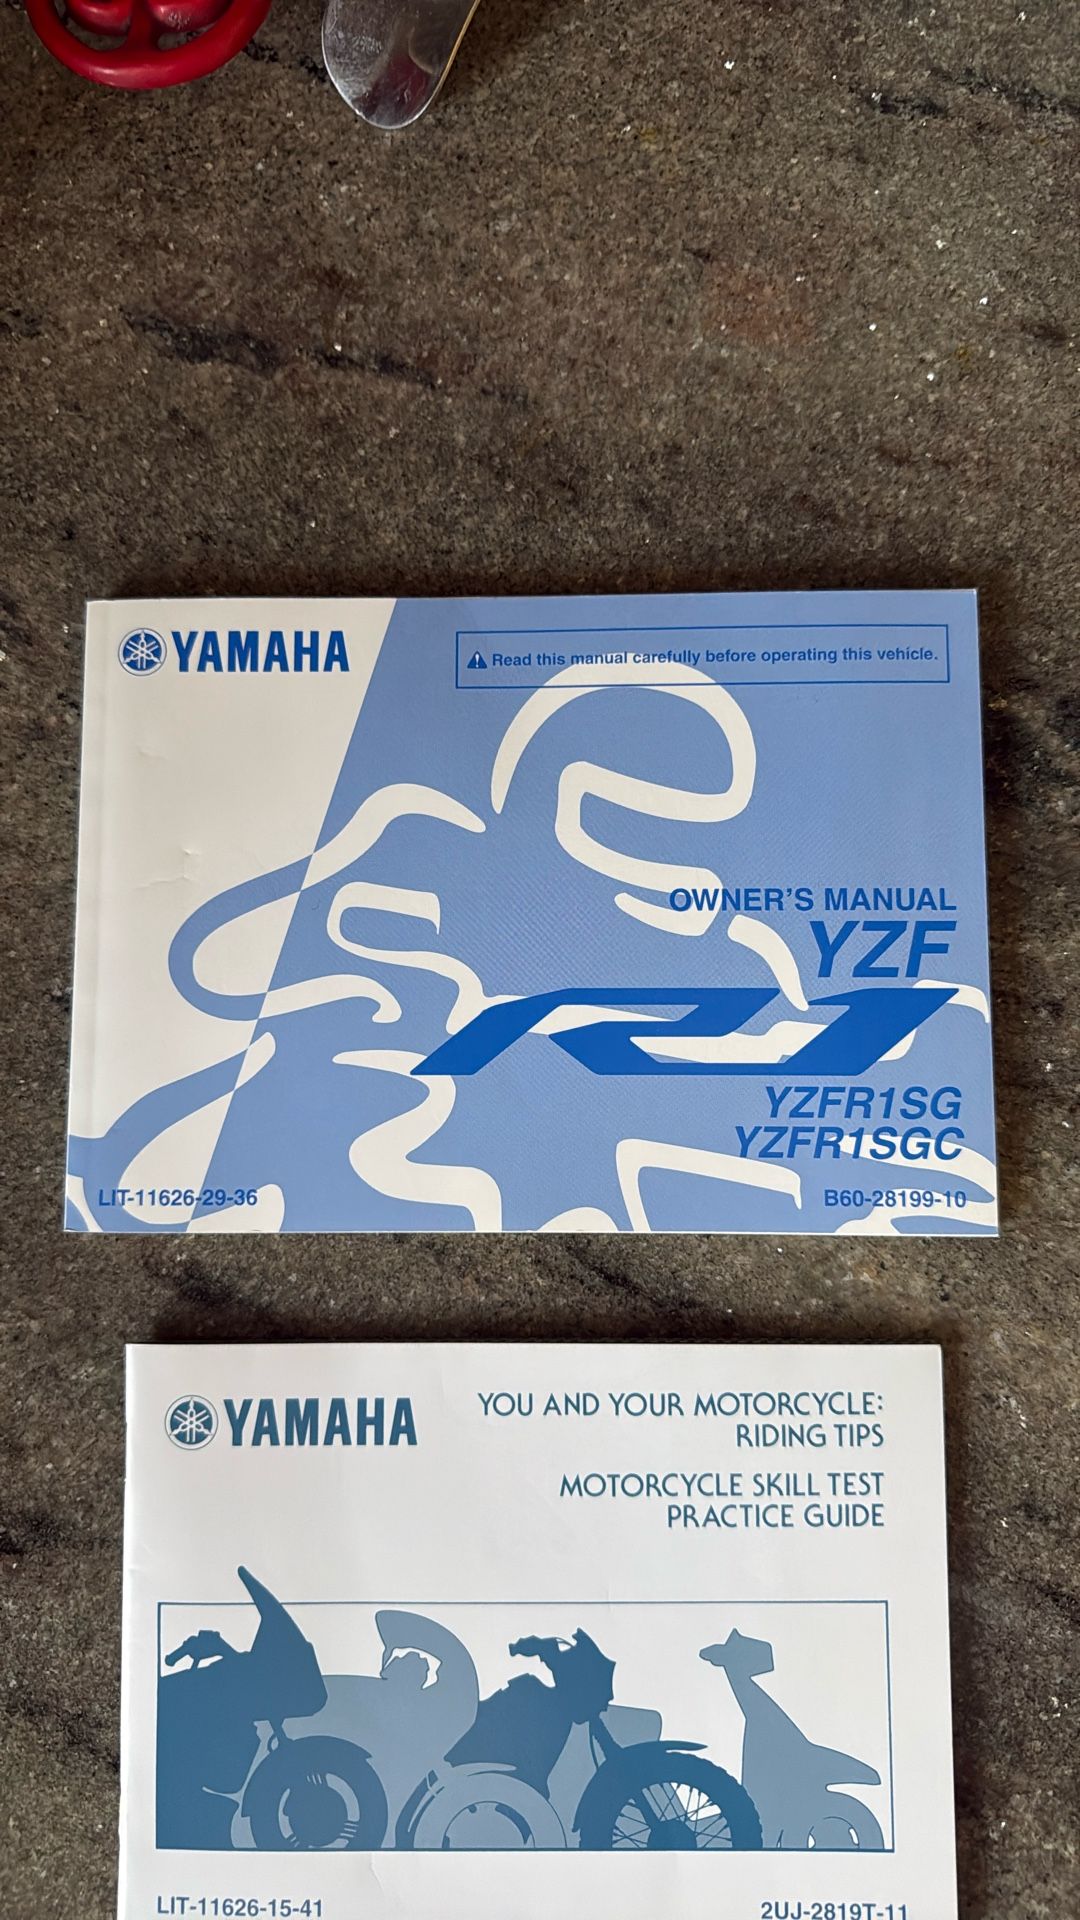 YAMAHA
⚠ Read this manual carefully before operating this vehicle.
OWNER'S MANUAL
YZF
R1
YZFR1SG
YZFR1SGC
LIT-11626-29-36
B60-28199-10
YAMAHA
YOU AND YOUR MOTORCYCLE:
RIDING TIPS
MOTORCYCLE SKILL TEST
PRACTICE GUIDE
LIT-11626-15-41
2UJ-2819T-11